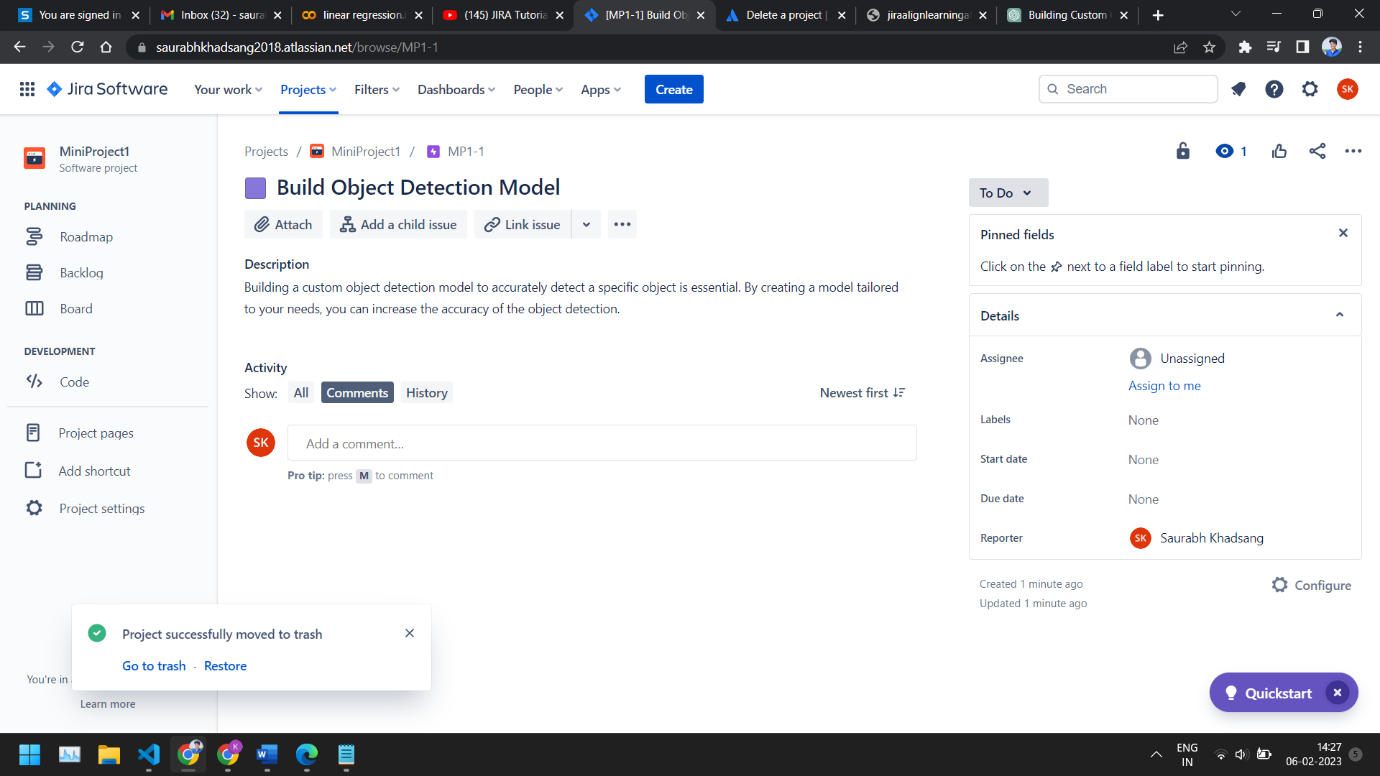 You are signed in
Inbox (32) - saura
linear regression.i
(145) JIRA Tutoria
[MP1-1] Build Obj
Delete a project |
jiraalignlearning
Building Custom
saurabhkhadsang2018.atlassian.net/browse/MP1-1
Jira Software
Your work
Projects
Filters
Dashboards
People
Apps
Create
Search
SK
MiniProject1
Software project
PLANNING
Roadmap
Backlog
Board
DEVELOPMENT
Code
Project pages
Add shortcut
Project settings
You're in
Learn more
Projects / MiniProject1 / MP1-1
1
Build Object Detection Model
Attach
Add a child issue
Link issue
Description
Building a custom object detection model to accurately detect a specific object is essential. By creating a model tailored
to your needs, you can increase the accuracy of the object detection.
Activity
Show: All Comments History
Newest first
SK
Add a comment...
Pro tip: press M to comment
To Do
Pinned fields
Click on the next to a field label to start pinning.
Details
Assignee
Unassigned
Assign to me
Labels
None
Start date
None
Due date
None
Reporter
SK
Saurabh Khadsang
Created 1 minute ago
Updated 1 minute ago
Configure
Project successfully moved to trash
Go to trash · Restore
Quickstart
K
ENG
IN
14:27
06-02-2023
5